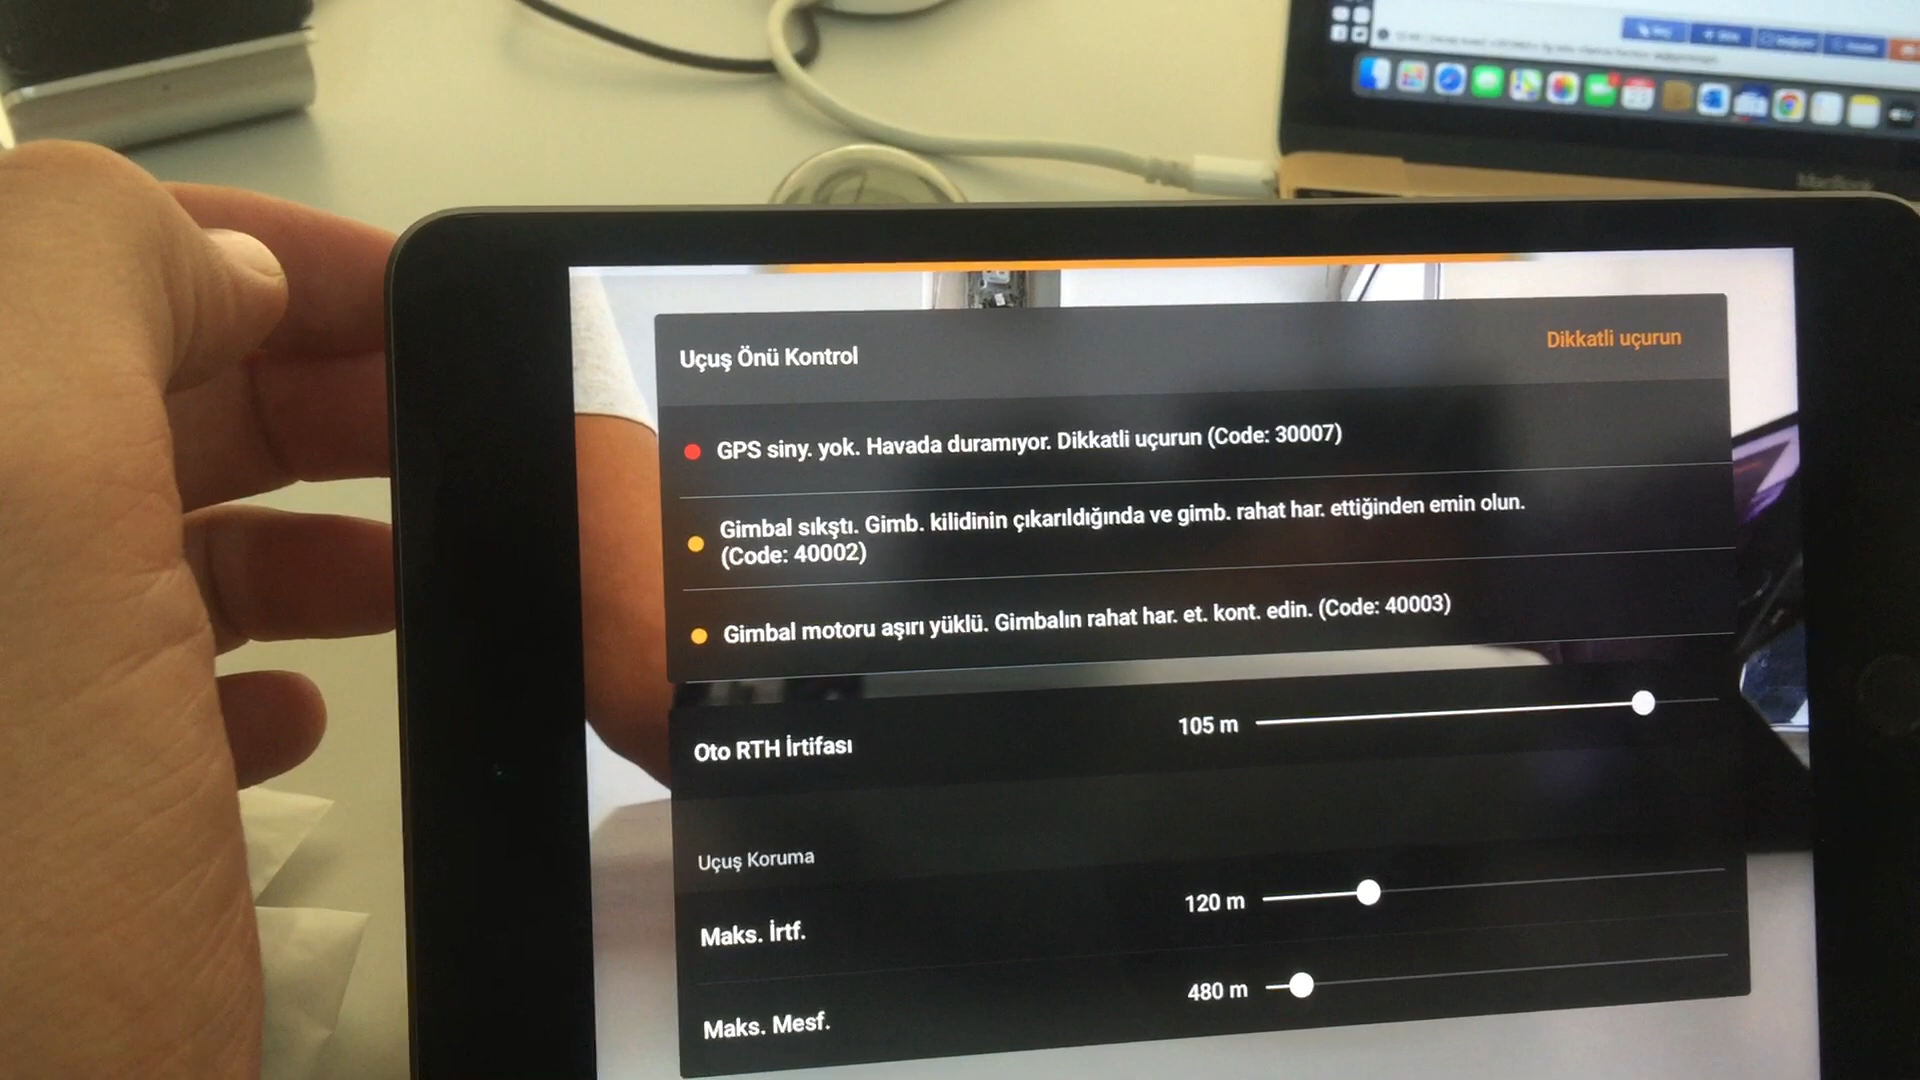 MacBook
Uçuş Önü Kontrol
Dikkatli uçurun
GPS siny. yok. Havada duramıyor. Dikkatli uçurun (Code: 30007)
Gimbal sıkştı. Gimb. kilidinin çıkarıldığında ve gimb. rahat har. ettiğinden emin olun.
(Code: 40002)
Gimbal motoru aşırı yüklü. Gimbalın rahat har. et. kont. edin. (Code: 40003)
Oto RTH İrtifası
105 m
Uçuş Koruma
Maks. İrtf.
120 m
Maks. Mesf.
480 m